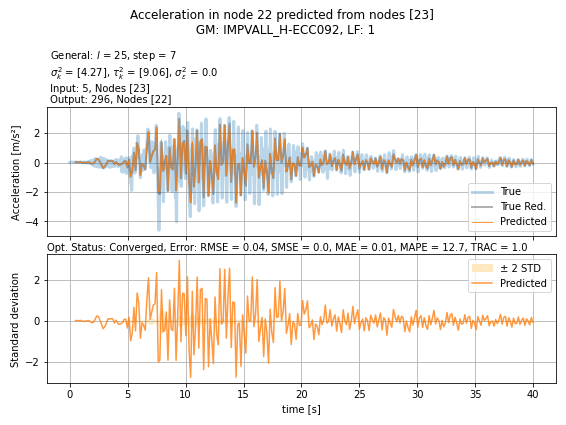 Acceleration in node 22 predicted from nodes [23]
GM: IMPVALL_H-ECC092, LF: 1
General: l = 25, step = 7
σ²ₖ = [4.27], τ²ₖ = [9.06], σ²ε = 0.0
Input: 5, Nodes [23]
Output: 296, Nodes [22]
Acceleration [m/s²]
2
0
−2
−4
True
True Red.
Predicted
Opt. Status: Converged, Error: RMSE = 0.04, SMSE = 0.0, MAE = 0.01, MAPE = 12.7, TRAC = 1.0
Standard deviation
2
0
−2
± 2 STD
Predicted
0 5 10 15 20 25 30 35 40
time [s]